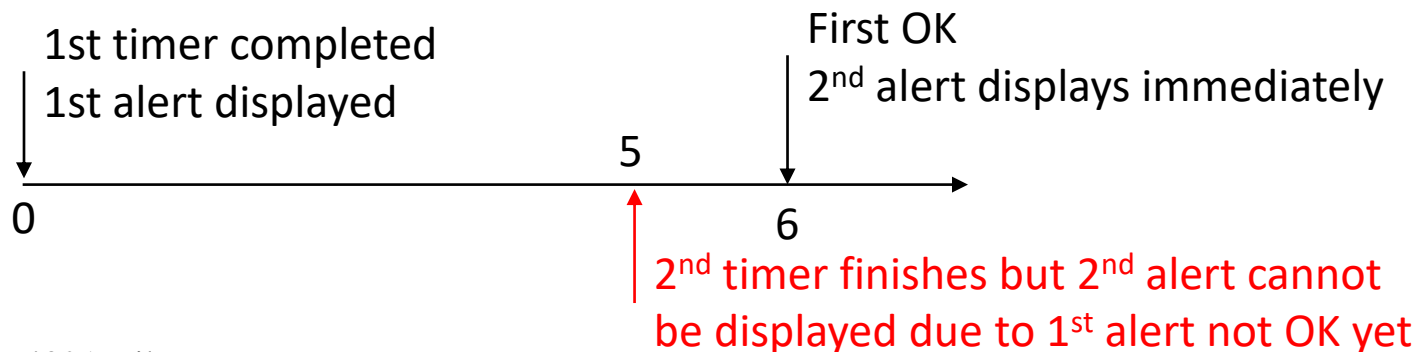 1st timer completed
1st alert displayed
First OK
2nd alert displays immediately
5
0
6
2nd timer finishes but 2nd alert cannot
be displayed due to 1st alert not OK yet